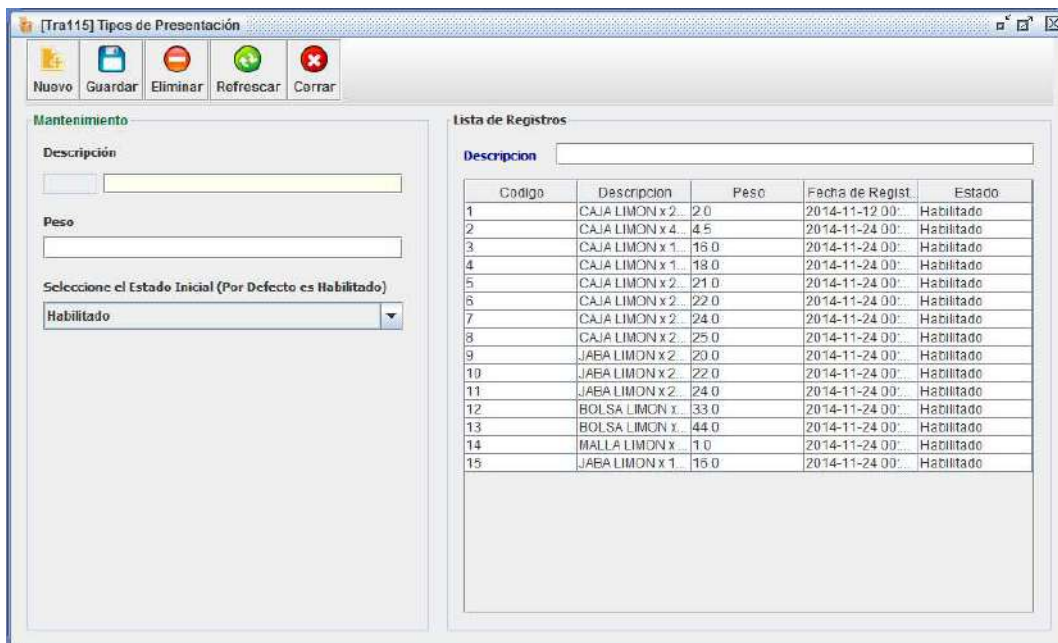 [Tra115] Tipos de Presentación
Nuevo Guardar Eliminar Refrescar Cerrar
Mantenimiento
Descripción
Peso
Seleccione el Estado Inicial (Por Defecto es Habilitado)
Habilitado
Lista de Registros
Descripcion
Codigo Descripcion Peso Fecha de Regist... Estado
1 CAJA LIMON x 2... 2.0 2014-11-12 00:... Habilitado
2 CAJA LIMON x 4... 4.5 2014-11-24 00:... Habilitado
3 CAJA LIMON x 1... 16.0 2014-11-24 00:... Habilitado
4 CAJA LIMON x 1... 18.0 2014-11-24 00:... Habilitado
5 CAJA LIMON x 2... 21.0 2014-11-24 00:... Habilitado
6 CAJA LIMON x 2... 22.0 2014-11-24 00:... Habilitado
7 CAJA LIMON x 2... 24.0 2014-11-24 00:... Habilitado
8 CAJA LIMON x 2... 25.0 2014-11-24 00:... Habilitado
9 JABA LIMON x 2... 20.0 2014-11-24 00:... Habilitado
10 JABA LIMON x 2... 22.0 2014-11-24 00:... Habilitado
11 JABA LIMON x 2... 24.0 2014-11-24 00:... Habilitado
12 BOLSA LIMON x... 33.0 2014-11-24 00:... Habilitado
13 BOLSA LIMON x... 44.0 2014-11-24 00:... Habilitado
14 MALLA LIMON x... 1.0 2014-11-24 00:... Habilitado
15 JABA LIMON x 1... 16.0 2014-11-24 00:... Habilitado